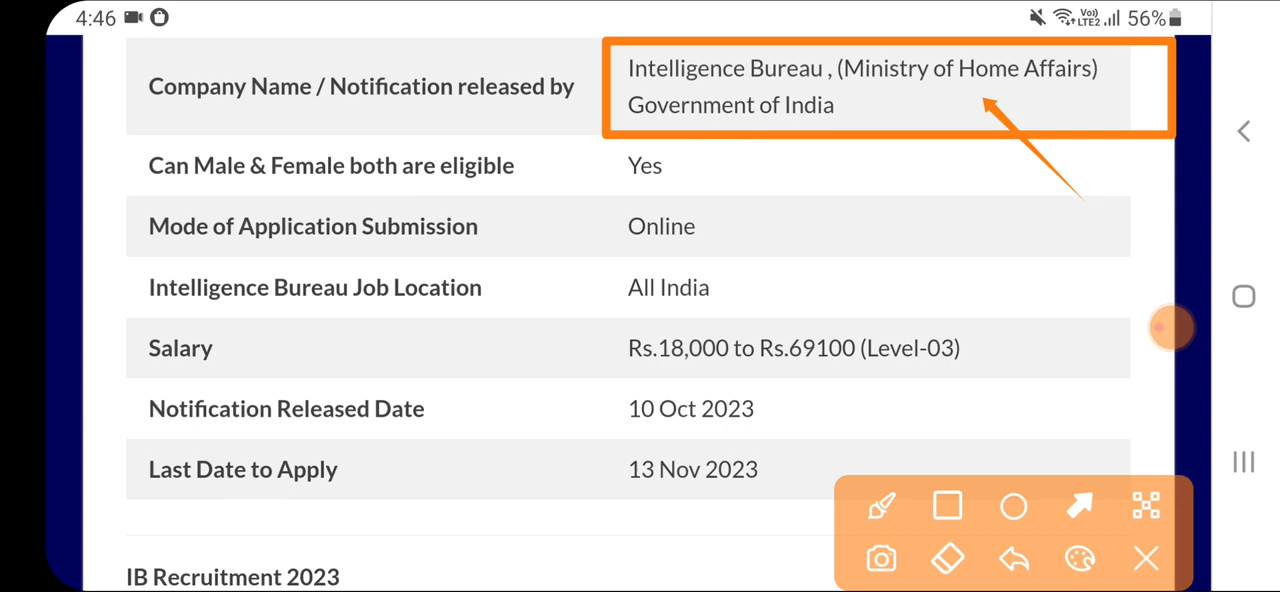 4:46
Vo))
LTE2
56%
Company Name / Notification released by
Intelligence Bureau , (Ministry of Home Affairs)
Government of India
Can Male & Female both are eligible
Yes
Mode of Application Submission
Online
Intelligence Bureau Job Location
All India
Salary
Rs.18,000 to Rs.69100 (Level-03)
Notification Released Date
10 Oct 2023
Last Date to Apply
13 Nov 2023
IB Recruitment 2023